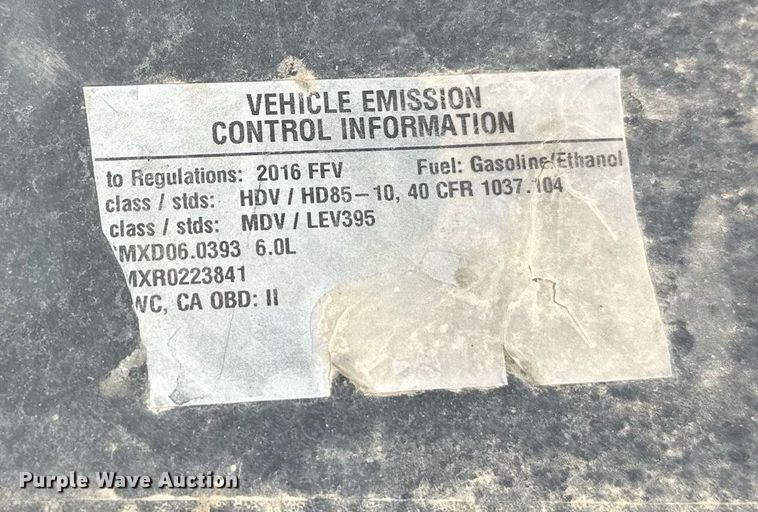 VEHICLE EMISSION
CONTROL INFORMATION
to Regulations: 2016 FFV Fuel: Gasoline/Ethanol
class / stds: HDV / HD85-10, 40 CFR 1037.104
class / stds: MDV / LEV395
MXD06.0393 6.0L
MXR0223841
WC, CA OBD: II
Purple Wave Auction